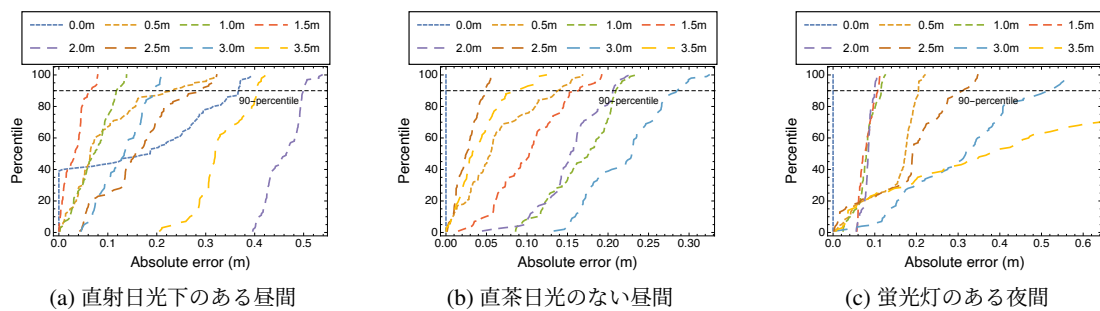 0.0m 0.5m 1.0m 1.5m
2.0m 2.5m 3.0m 3.5m
100
80
60
40
20
0
Percentile
90-percentile
0.0 0.1 0.2 0.3 0.4 0.5
Absolute error (m)
(a) 直射日光下のある昼間
0.0m 0.5m 1.0m 1.5m
2.0m 2.5m 3.0m 3.5m
100
80
60
40
20
0
Percentile
90-percentile
0.00 0.05 0.10 0.15 0.20 0.25 0.30
Absolute error (m)
(b) 直茶日光のない昼間
0.0m 0.5m 1.0m 1.5m
2.0m 2.5m 3.0m 3.5m
100
80
60
40
20
0
Percentile
90-percentile
0.0 0.1 0.2 0.3 0.4 0.5 0.6
Absolute error (m)
(c) 蛍光灯のある夜間